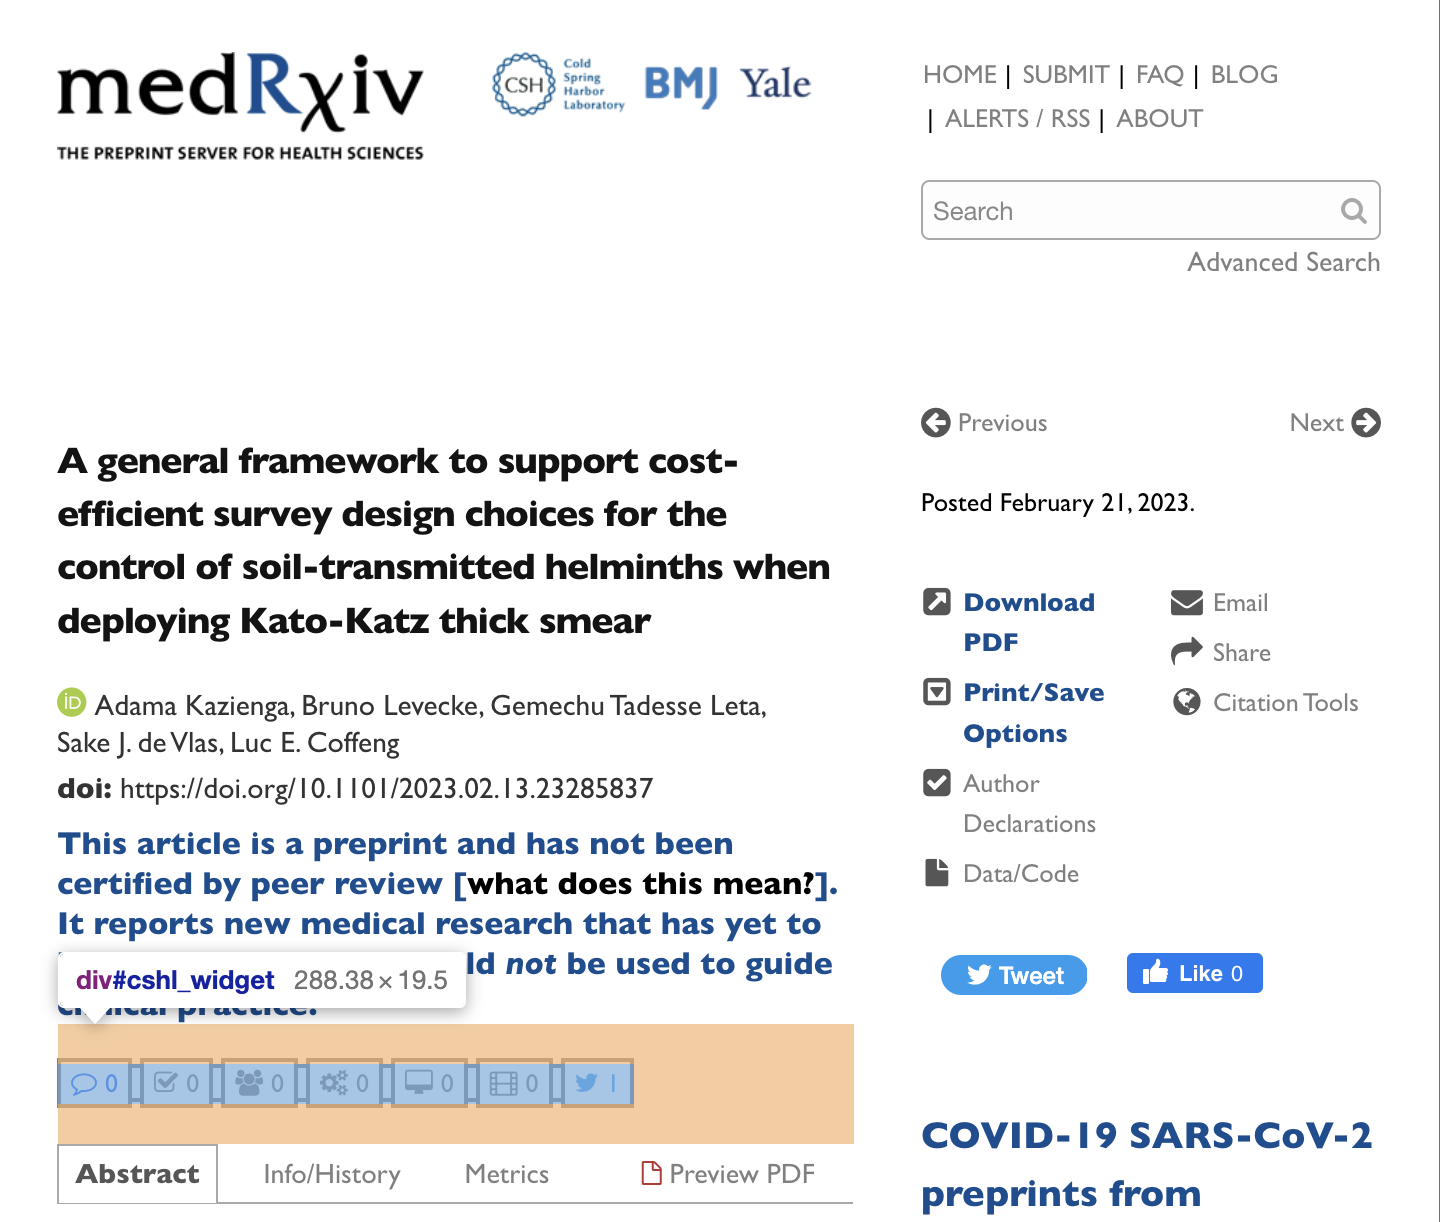 medRxiv
THE PREPRINT SERVER FOR HEALTH SCIENCES
CSH
Cold
Spring
Harbor
Laboratory
BMJ
Yale
HOME | SUBMIT | FAQ | BLOG
| ALERTS / RSS | ABOUT
Search
Advanced Search
Previous
Next
Posted February 21, 2023.
A general framework to support cost-
efficient survey design choices for the
control of soil-transmitted helminths when
deploying Kato-Katz thick smear
iD Adama Kazienga, Bruno Levecke, Gemechu Tadesse Leta,
Sake J. de Vlas, Luc E. Coffeng
doi: https://doi.org/10.1101/2023.02.13.23285837
This article is a preprint and has not been
certified by peer review [what does this mean?].
It reports new medical research that has yet to
ld not be used to guide
practice.
div#cshl_widget 288.38 × 19.5
0 0 0 0 0 0 1
Abstract
Info/History
Metrics
Preview PDF
Download
PDF
Print/Save
Options
Author
Declarations
Data/Code
Email
Share
Citation Tools
Tweet
Like 0
COVID-19 SARS-CoV-2
preprints from